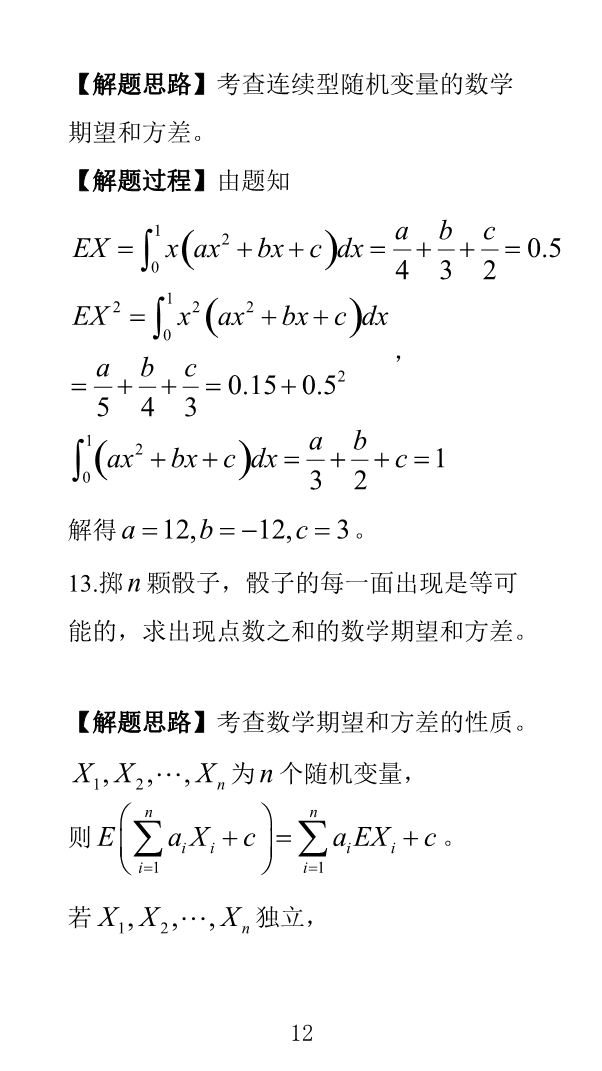 【解题思路】考查连续型随机变量的数学
期望和方差。
【解题过程】由题知
$EX = \int_0^1 x\left(ax^2 + bx + c\right)dx = \frac{a}{4} + \frac{b}{3} + \frac{c}{2} = 0.5$
$EX^2 = \int_0^1 x^2\left(ax^2 + bx + c\right)dx$
$= \frac{a}{5} + \frac{b}{4} + \frac{c}{3} = 0.15 + 0.5^2$ ，
$\int_0^1 \left(ax^2 + bx + c\right)dx = \frac{a}{3} + \frac{b}{2} + c = 1$
解得 $a = 12, b = -12, c = 3$ 。
13.掷 $n$ 颗骰子，骰子的每一面出现是等可
能的，求出现点数之和的数学期望和方差。
【解题思路】考查数学期望和方差的性质。
$X_1, X_2, \cdots, X_n$ 为 $n$ 个随机变量，
则 $E\left(\sum_{i=1}^{n} a_i X_i + c\right) = \sum_{i=1}^{n} a_i EX_i + c$ 。
若 $X_1, X_2, \cdots, X_n$ 独立，
12